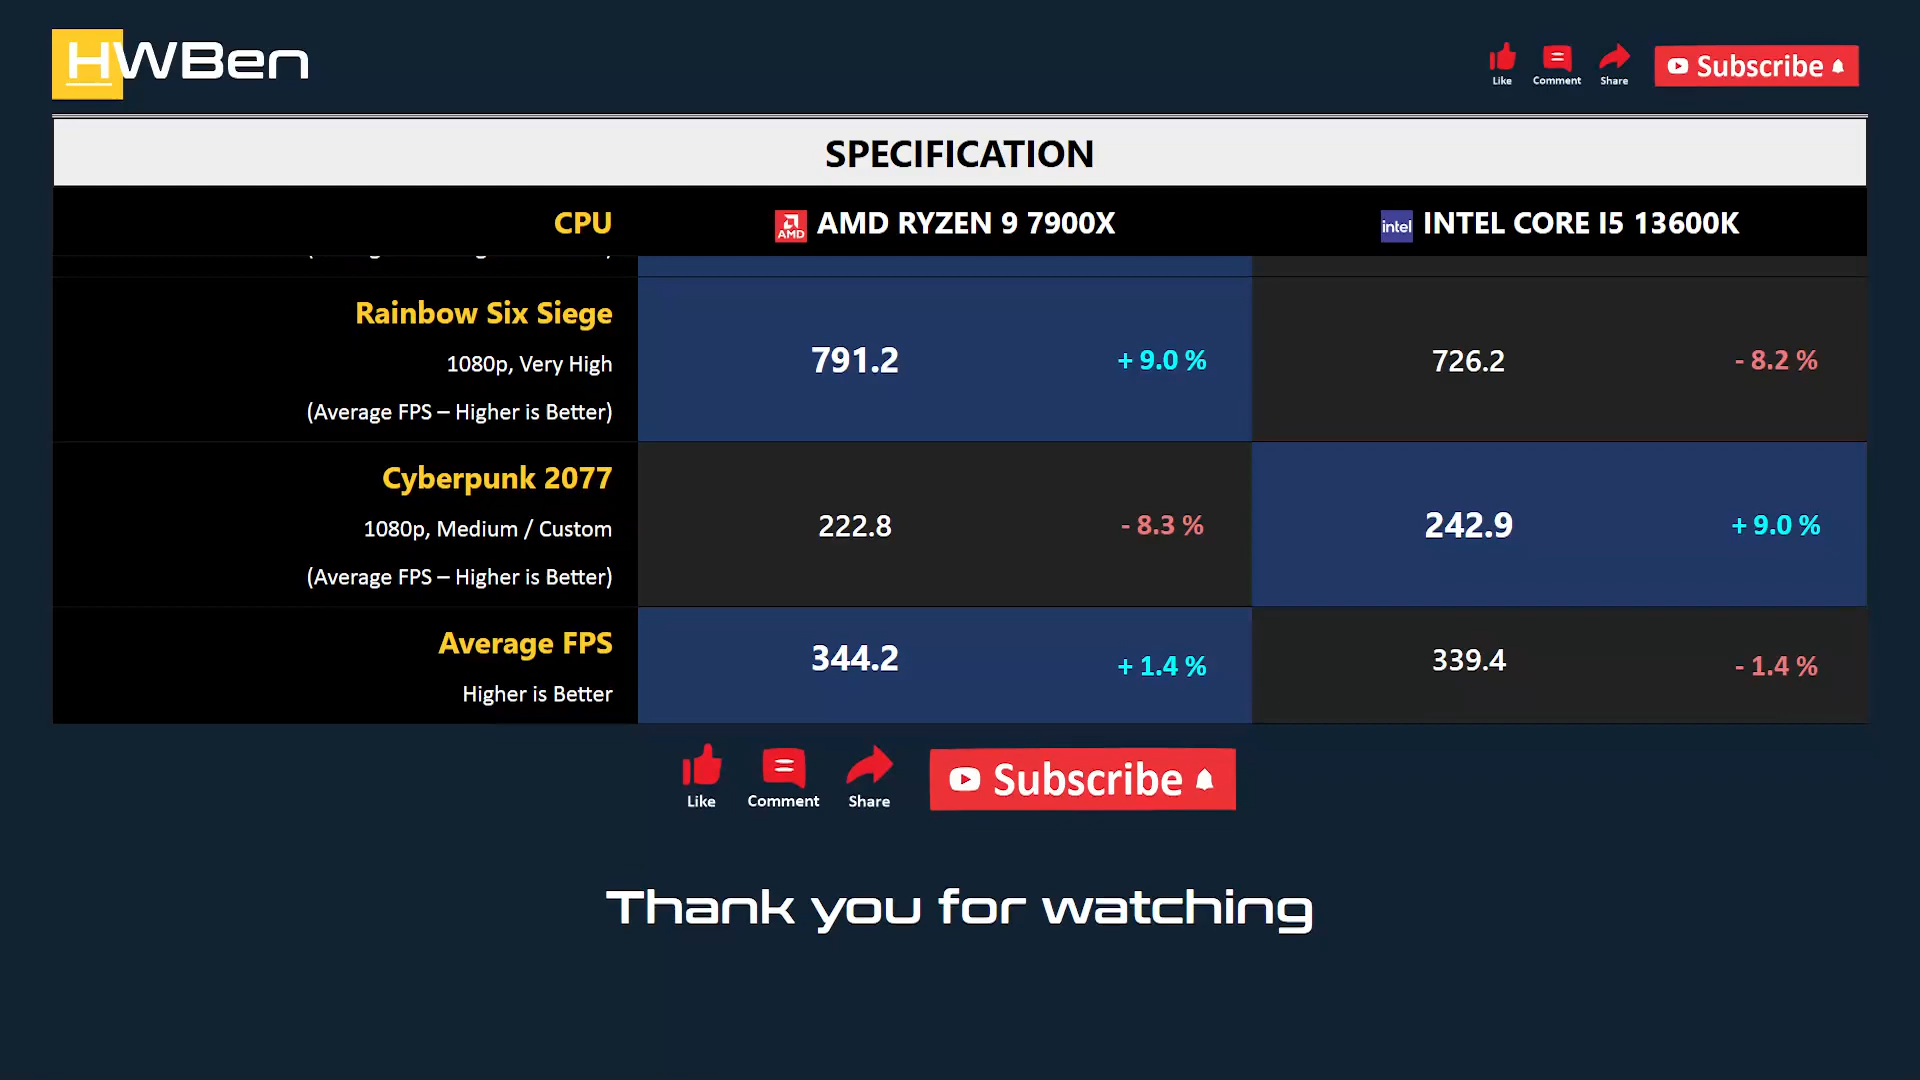 HWBen
Like Comment Share Subscribe
SPECIFICATION
CPU AMD AMD RYZEN 9 7900X intel INTEL CORE I5 13600K
Rainbow Six Siege
1080p, Very High
(Average FPS – Higher is Better)
791.2 + 9.0 % 726.2 - 8.2 %
Cyberpunk 2077
1080p, Medium / Custom
(Average FPS – Higher is Better)
222.8 - 8.3 % 242.9 + 9.0 %
Average FPS
Higher is Better
344.2 + 1.4 % 339.4 - 1.4 %
Like Comment Share Subscribe
Thank you for watching